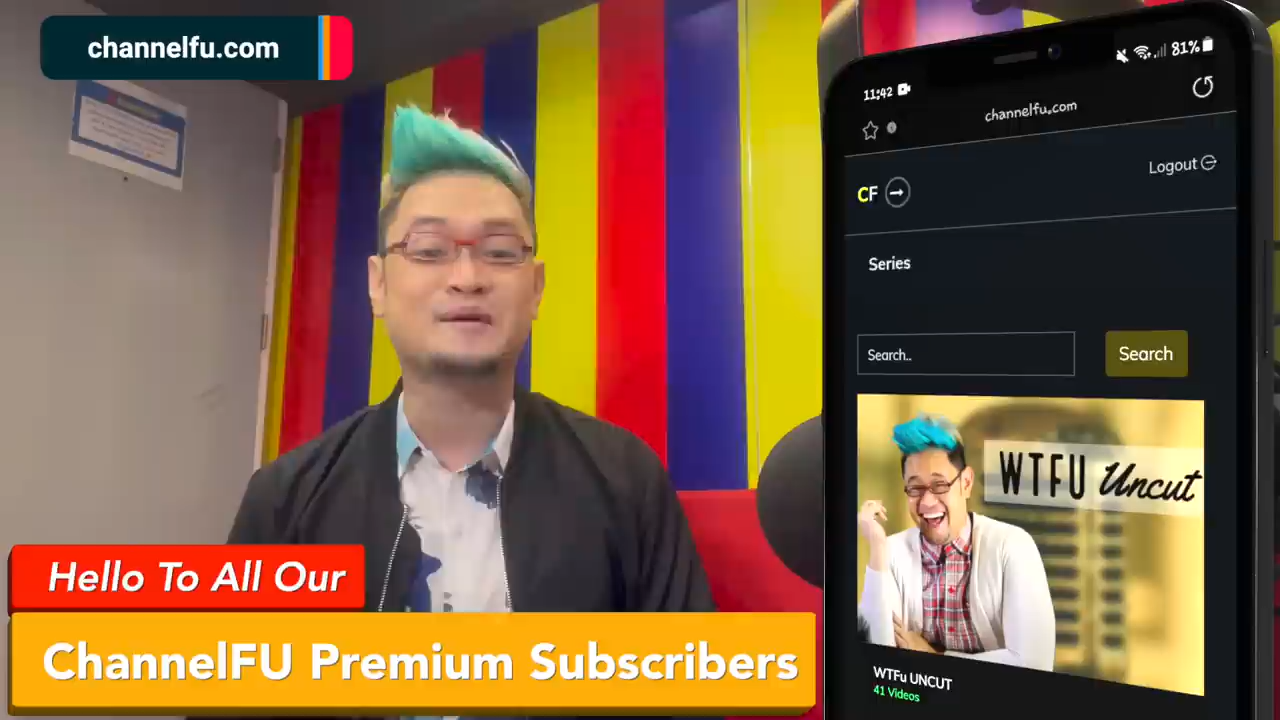 channelfu.com
11:42
81%
channelfu.com
Logout
CF
Series
Search..
Search
WTFU Uncut
WTFu UNCUT
41 Videos
Hello To All Our
ChannelFU Premium Subscribers